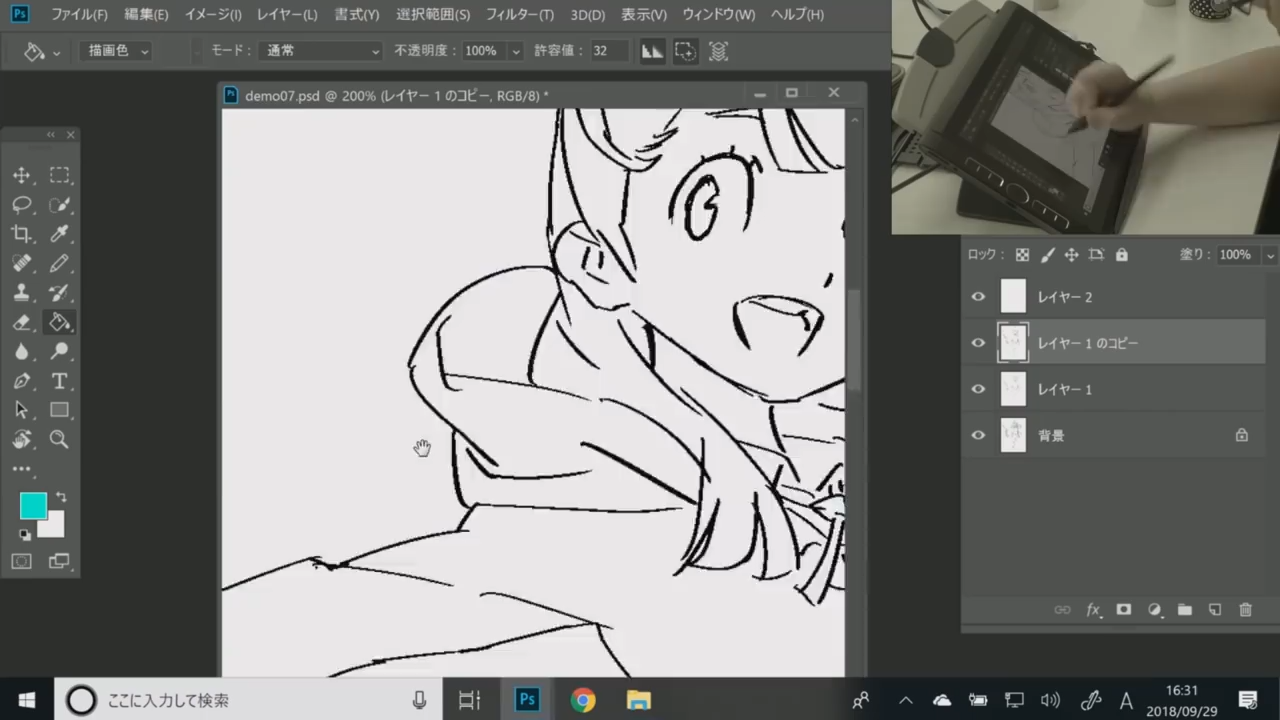 Ps ファイル(F) 編集(E) イメージ(I) レイヤー(L) 書式(Y) 選択範囲(S) フィルター(T) 3D(D) 表示(V) ウィンドウ(W) ヘルプ(H)
描画色 モード： 通常 不透明度： 100% 許容値： 32
Ps demo07.psd @ 200% (レイヤー 1 のコピー, RGB/8) *
ロック： 塗り： 100%
レイヤー 2
レイヤー 1 のコピー
レイヤー 1
背景
fx
ここに入力して検索
Ps
A
16:31
2018/09/29